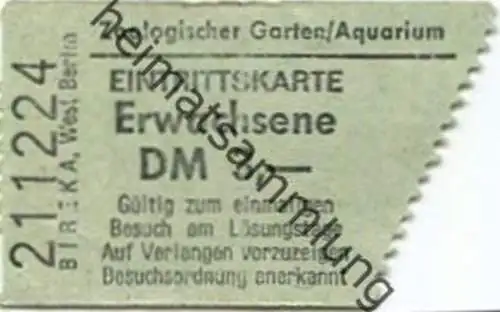 Zoologischer Garten/Aquarium
EINTRITTSKARTE
Erwachsene
DM
Gültig zum einmaligen
Besuch am Lösungstage
Auf Verlangen vorzuzeigen
Besuchsordnung anerkannt
211224
West Berlin
heimatsammlung